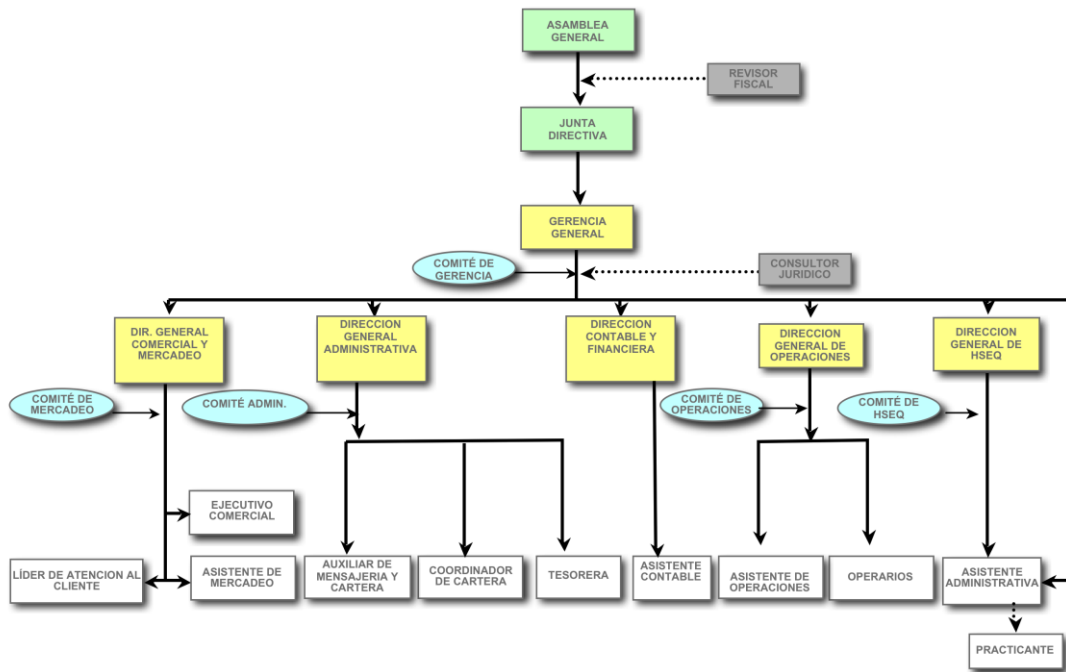 ASAMBLEA
GENERAL
REVISOR
FISCAL
JUNTA
DIRECTIVA
GERENCIA
GENERAL
COMITÉ DE
GERENCIA
CONSULTOR
JURIDICO
DIR. GENERAL
COMERCIAL Y
MERCADEO
DIRECCION
GENERAL
ADMINISTRATIVA
DIRECCION
CONTABLE Y
FINANCIERA
DIRECCION
GENERAL DE
OPERACIONES
DIRECCION
GENERAL DE
HSEQ
COMITÉ DE
MERCADEO
COMITÉ ADMIN.
COMITÉ DE
OPERACIONES
COMITÉ DE
HSEQ
EJECUTIVO
COMERCIAL
LÍDER DE ATENCION AL
CLIENTE
ASISTENTE DE
MERCADEO
AUXILIAR DE
MENSAJERIA Y
CARTERA
COORDINADOR
DE CARTERA
TESORERA
ASISTENTE
CONTABLE
ASISTENTE DE
OPERACIONES
OPERARIOS
ASISTENTE
ADMINISTRATIVA
PRACTICANTE